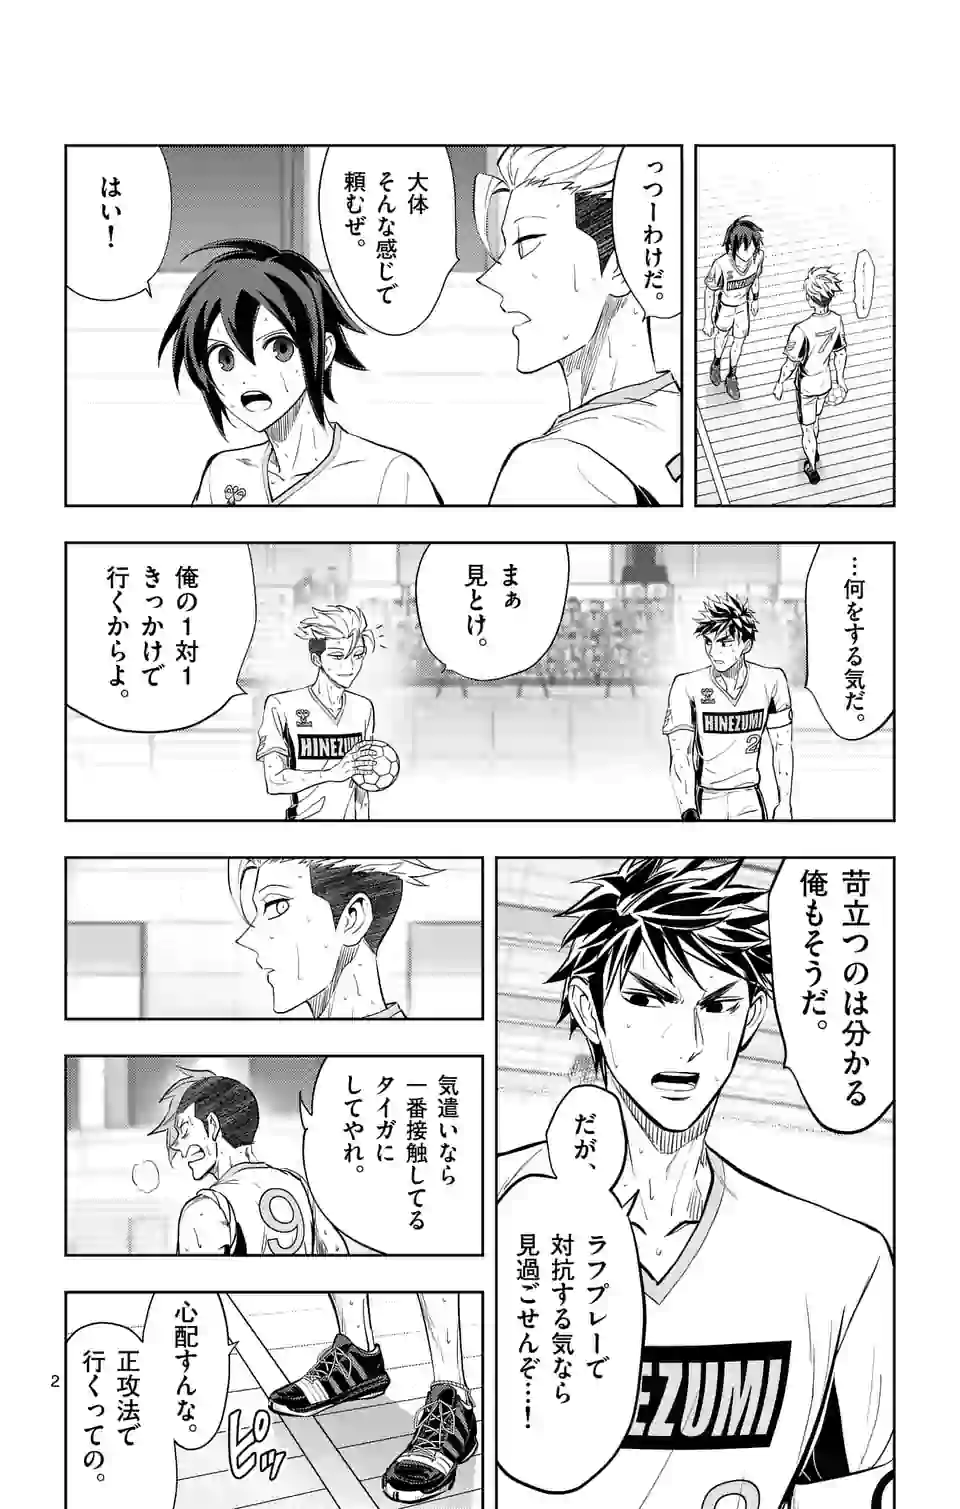 …
HINEZUMI
7
っつーわけだ。
大体
そんな感じで
頼むぜ。
はい！
…何をする気だ。
HINEZUMI
2
まぁ
見とけ。
HINEZUMI
俺の1対1
きっかけで
行くからよ。
苛立つのは分かる
俺もそうだ。
だが、
ラフプレーで
対抗する気なら
見過ごせんぞ…！
EZUMI
気遣いなら
一番接触してる
タイガに
してやれ。
9
心配すんな。
正攻法で
行くっての。
ピッ
2